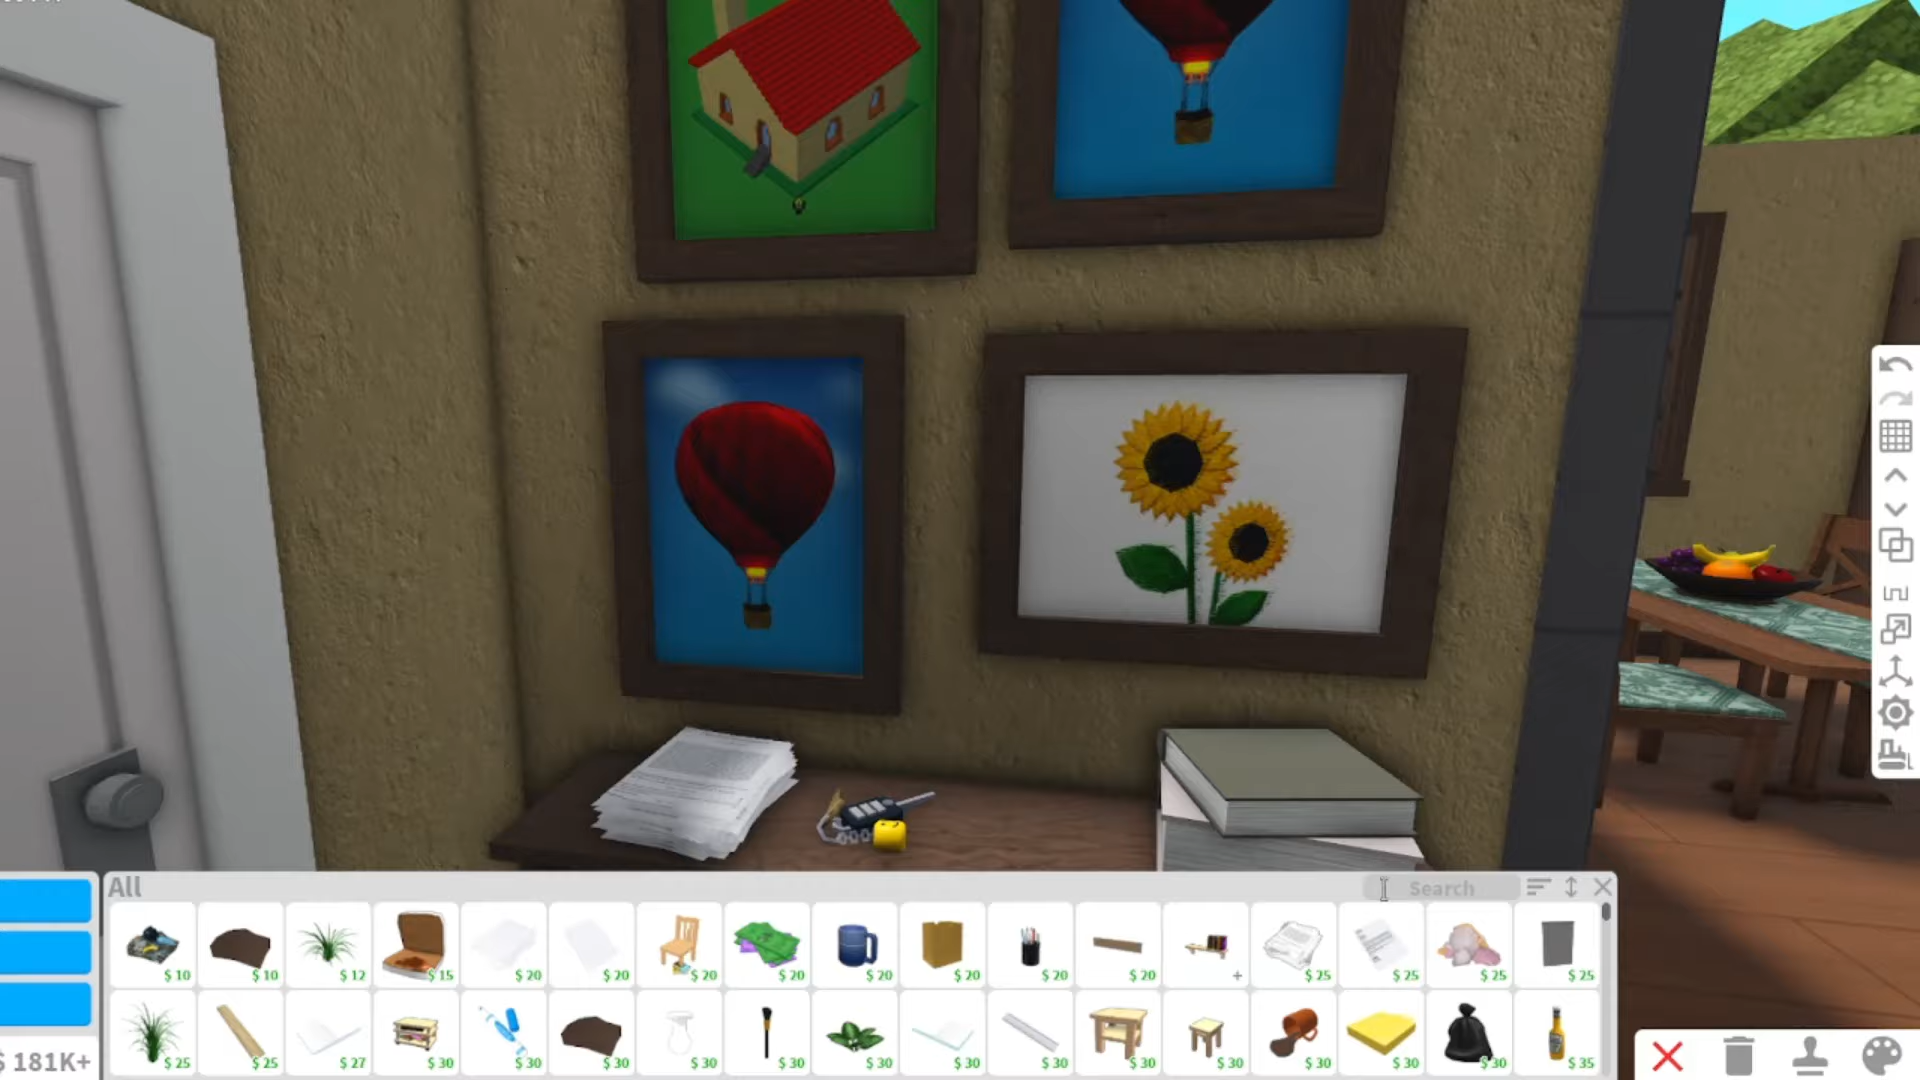 All
Search
$ 10 $ 10 $ 12 $ 15 $ 20 $ 20 $ 20 $ 20 $ 20 $ 20 $ 20 $ 20 + $ 25 $ 25 $ 25 $ 25
$ 25 $ 25 $ 27 $ 30 $ 30 $ 30 $ 30 $ 30 $ 30 $ 30 $ 30 $ 30 $ 30 $ 30 $ 30 $ 30 $ 35
$ 181K+